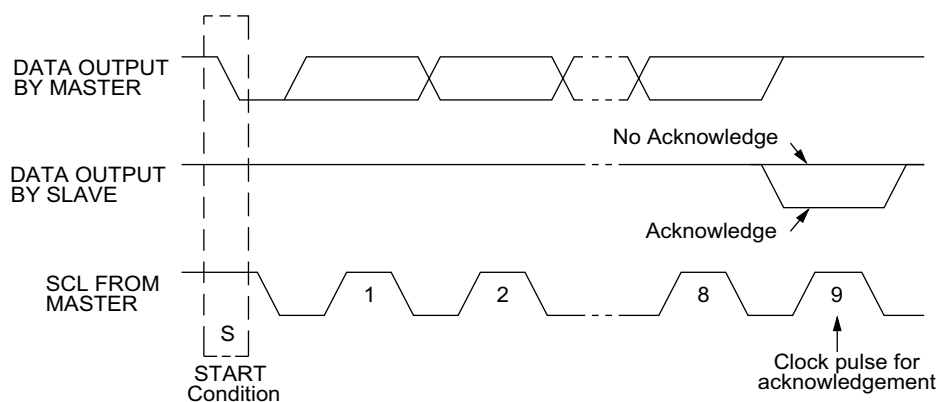 DATA OUTPUT
BY MASTER
No Acknowledge
DATA OUTPUT
BY SLAVE
Acknowledge
SCL FROM
MASTER
1
2
8
9
S
START
Condition
Clock pulse for
acknowledgement